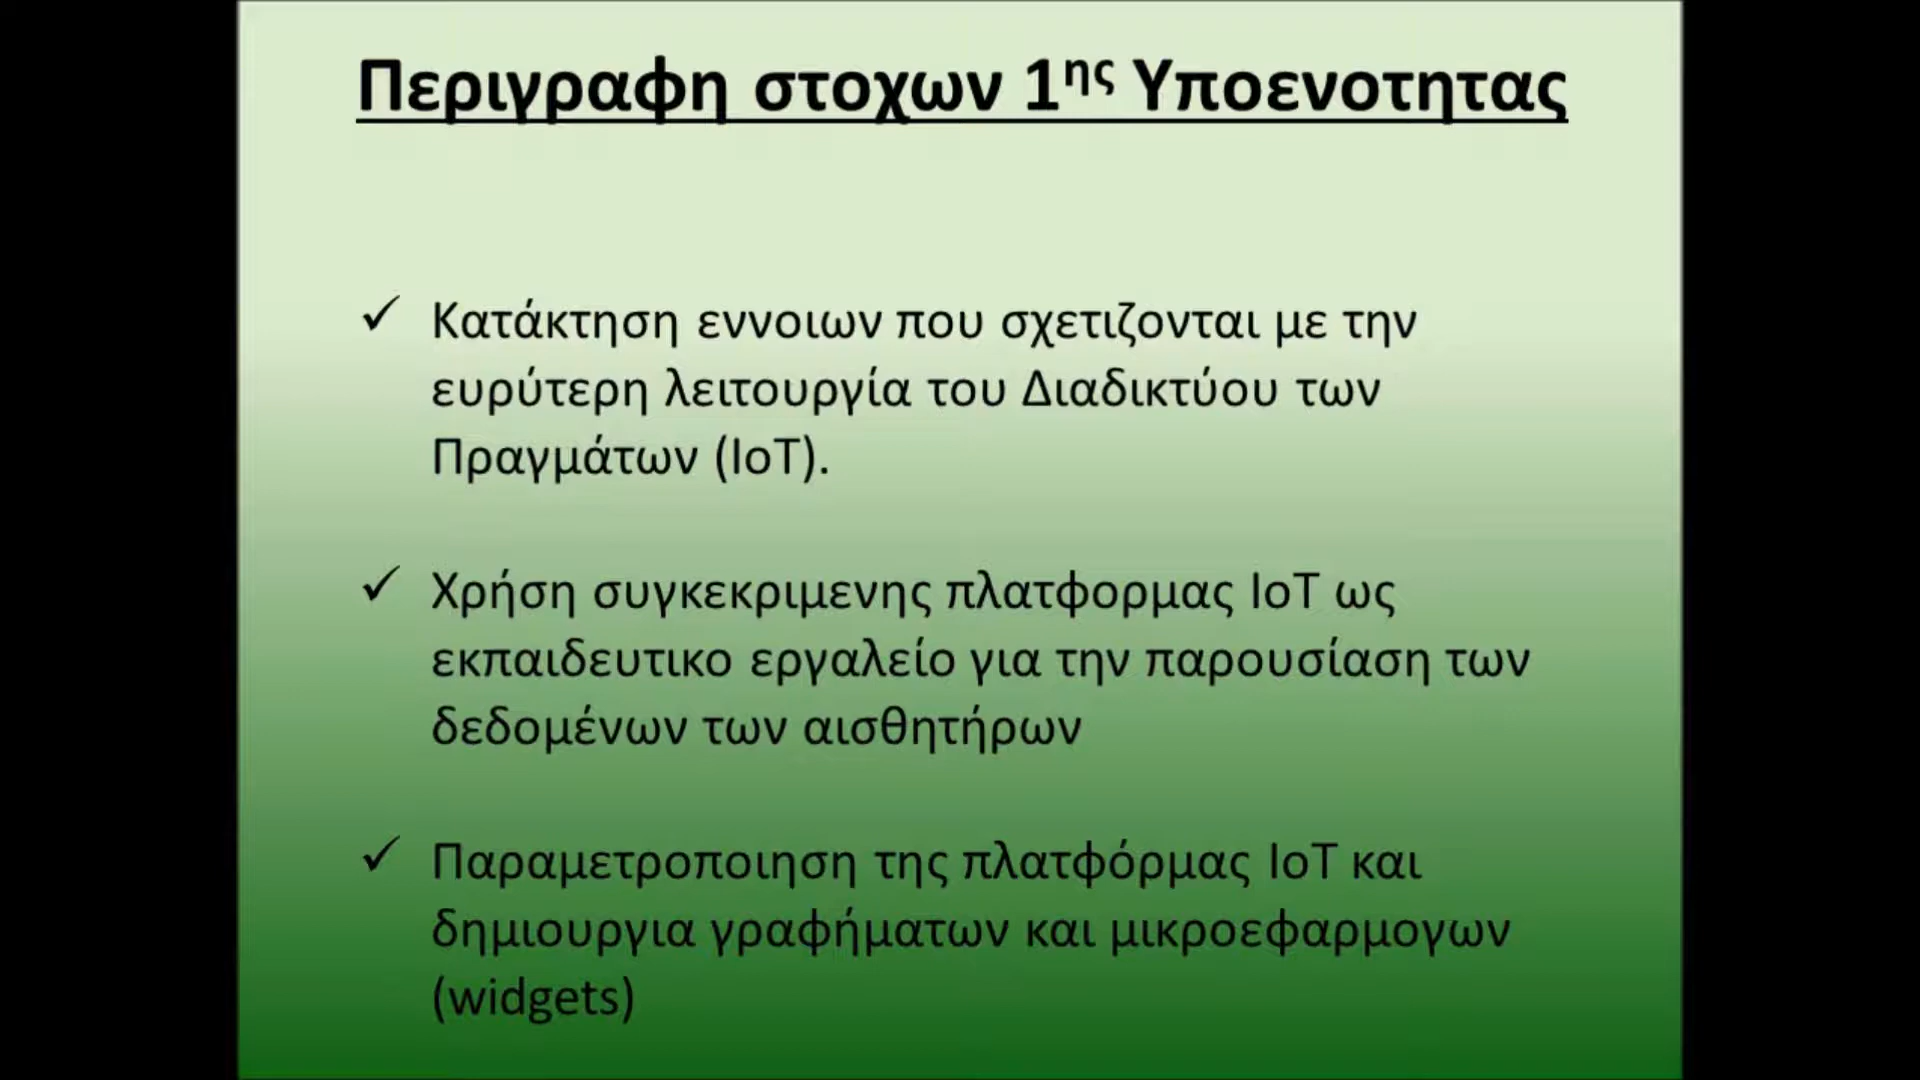 Περιγραφη στοχων 1ης Υποενοτητας
✓ Κατάκτηση εννοιων που σχετιζονται με την
ευρύτερη λειτουργία του Διαδικτύου των
Πραγμάτων (IoT).
✓ Χρήση συγκεκριμενης πλατφορμας IoT ως
εκπαιδευτικο εργαλείο για την παρουσίαση των
δεδομένων των αισθητήρων
✓ Παραμετροποιηση της πλατφόρμας IoT και
δημιουργια γραφήματων και μικροεφαρμογων
(widgets)